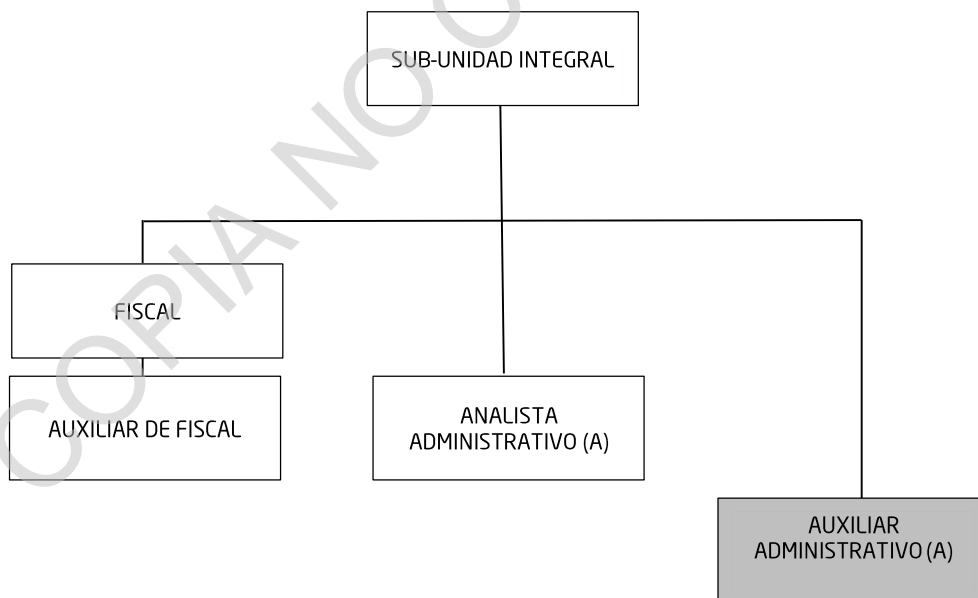 SUB-UNIDAD INTEGRAL
FISCAL
AUXILIAR DE FISCAL
ANALISTA
ADMINISTRATIVO (A)
AUXILIAR
ADMINISTRATIVO (A)
COPIA NO